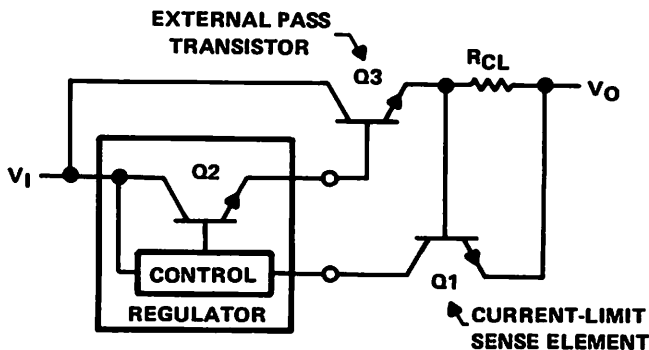 EXTERNAL PASS
TRANSISTOR
Q3
RCL
VO
VI
Q2
CONTROL
REGULATOR
Q1
CURRENT-LIMIT
SENSE ELEMENT